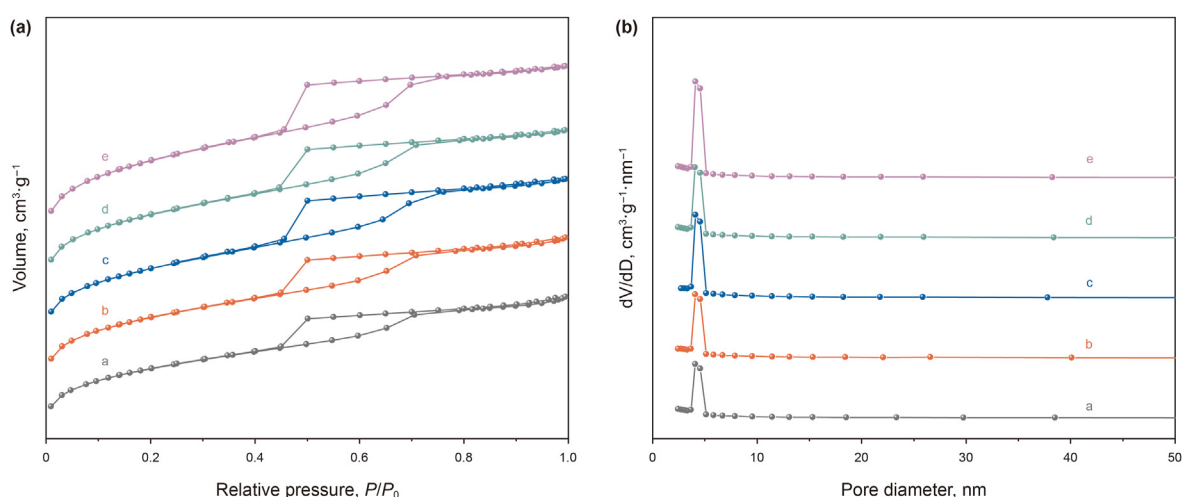 (a)
Volume, cm³·g⁻¹
e
d
c
b
a
0
0.2
0.4
0.6
0.8
1.0
Relative pressure, P/P₀
(b)
dV/dD, cm³·g⁻¹·nm⁻¹
e
d
c
b
a
0
10
20
30
40
50
Pore diameter, nm